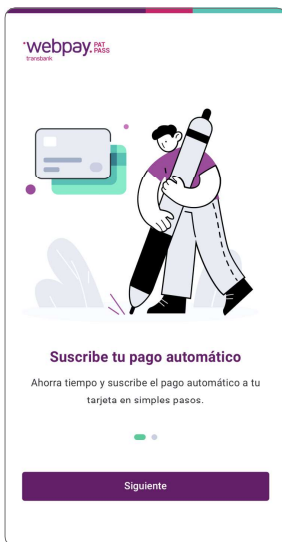 webpay. PAT PASS
transbank
Suscribe tu pago automático
Ahorra tiempo y suscribe el pago automático a tu
tarjeta en simples pasos.
Siguiente